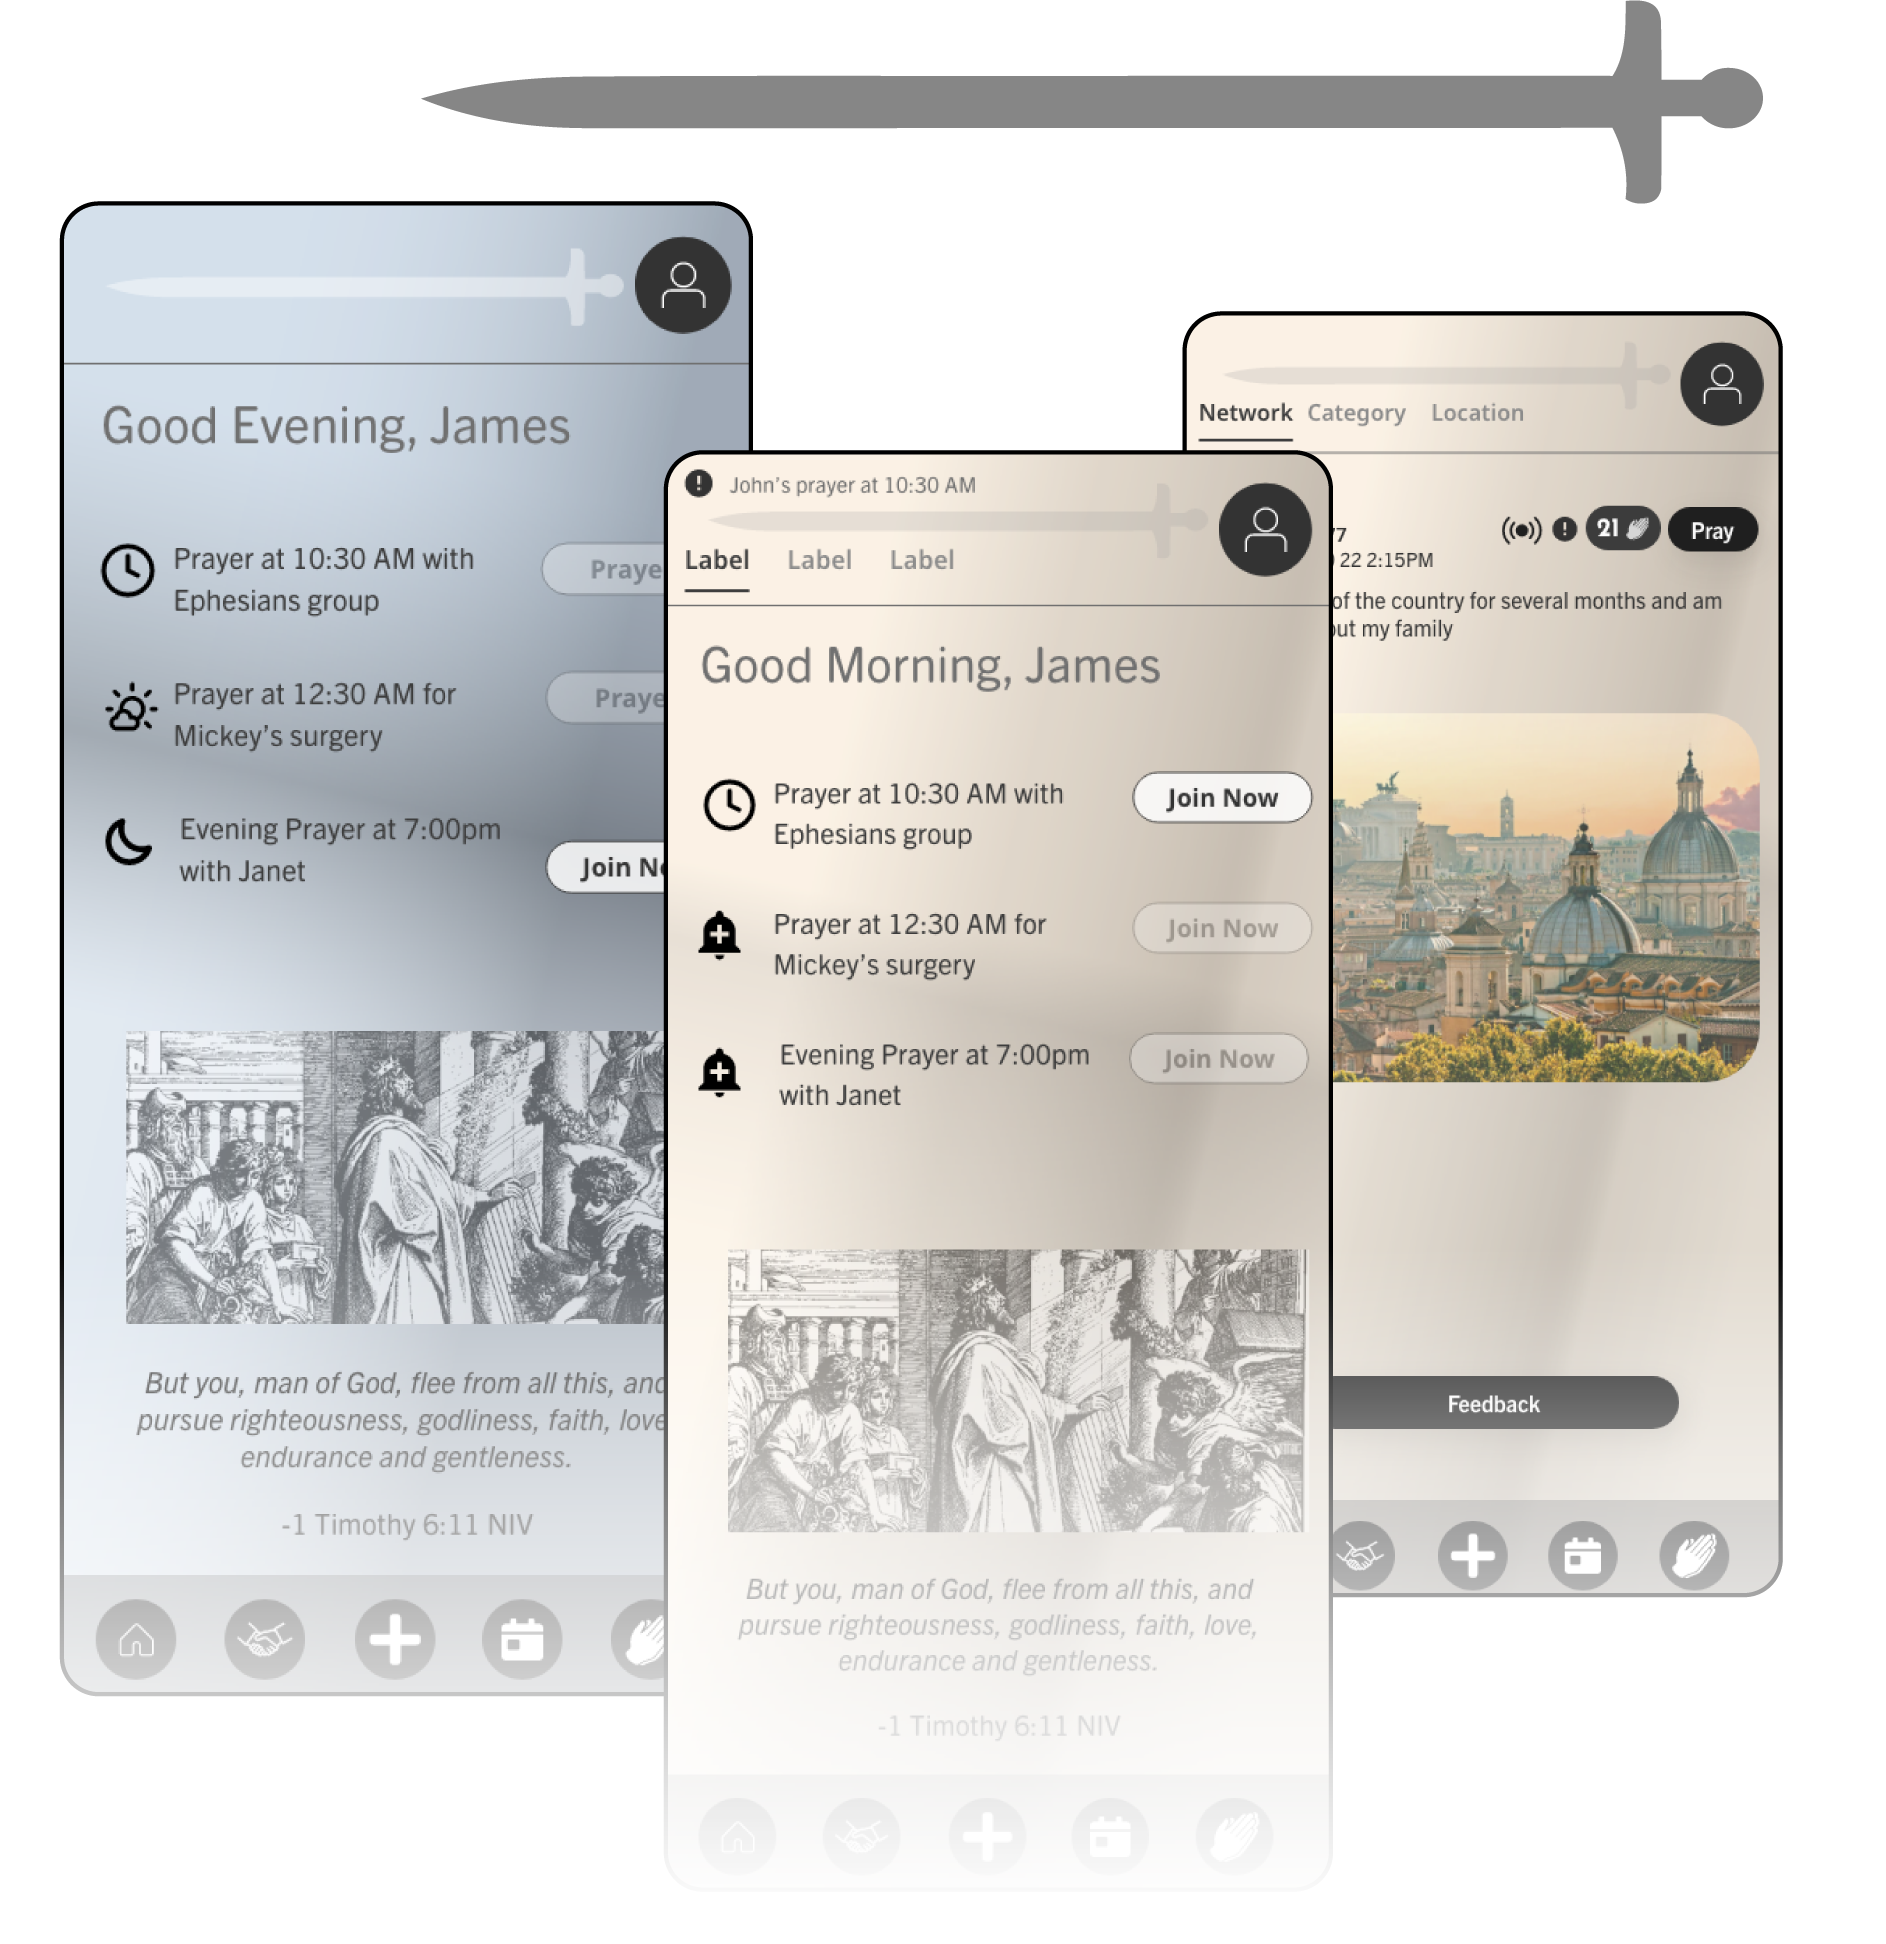 Good Evening, James
Prayer at 10:30 AM with
Ephesians group
Prayer at 12:30 AM for
Mickey's surgery
Evening Prayer at 7:00pm
with Janet
Join
But you, man of God, flee from all this, and
pursue righteousness, godliness, faith, love
endurance and gentleness.
-1 Timothy 6:11 NIV
John's prayer at 10:30 AM
Label Label Label
Good Morning, James
Prayer at 10:30 AM with
Ephesians group
Join Now
Prayer at 12:30 AM for
Mickey's surgery
Join Now
Evening Prayer at 7:00pm
with Janet
Join Now
But you, man of God, flee from all this, and
pursue righteousness, godliness, faith, love,
endurance and gentleness.
-1 Timothy 6:11 NIV
Network Category Location
21 Pray
22 2:15PM
of the country for several months and am
my family
Feedback